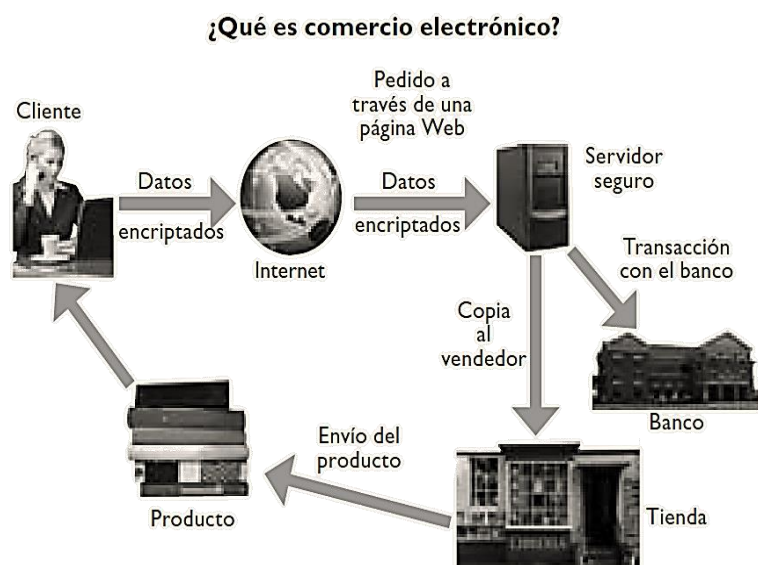 ¿Qué es comercio electrónico?
Cliente
Datos
encriptados
Internet
Pedido a
través de una
página Web
Datos
encriptados
Servidor
seguro
Transacción
con el banco
Banco
Copia
al
vendedor
Tienda
Envío del
producto
Producto